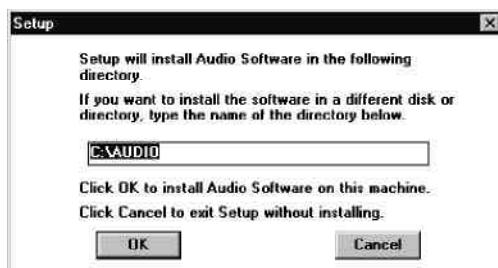 Setup
Setup will install Audio Software in the following
directory.
If you want to install the software in a different disk or
directory, type the name of the directory below.
C:\AUDIO
Click OK to install Audio Software on this machine.
Click Cancel to exit Setup without installing.
OK
Cancel